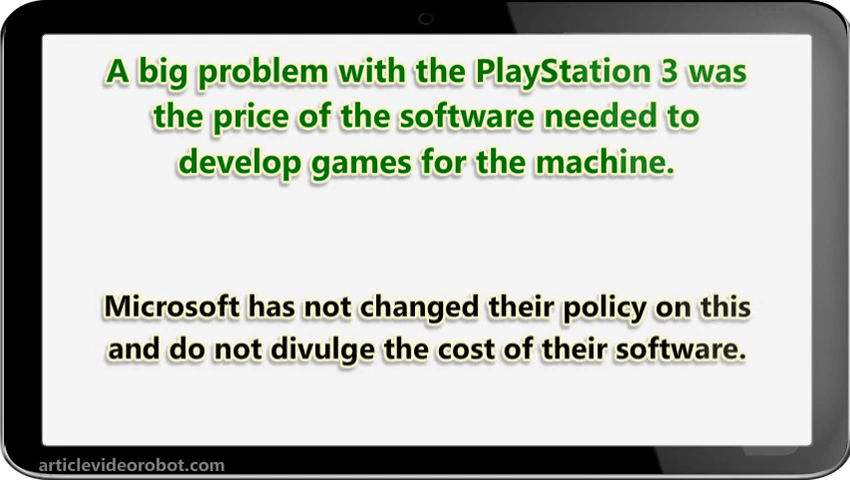 A big problem with the PlayStation 3 was
the price of the software needed to
develop games for the machine.
Microsoft has not changed their policy on this
and do not divulge the cost of their software.
articlevideorobot.com